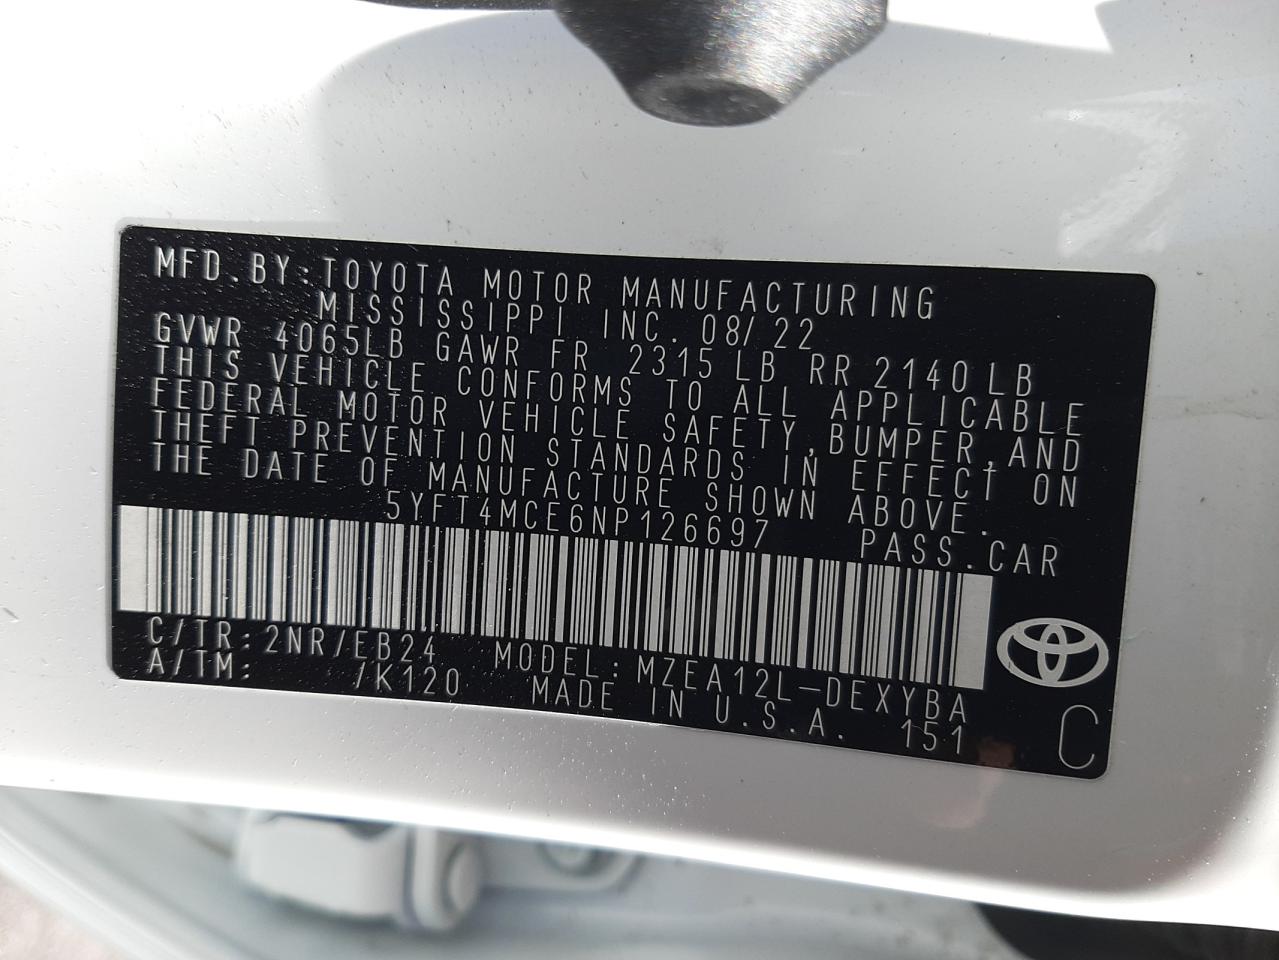 MFD.BY:TOYOTA MOTOR MANUFACTURING
MISSISSIPPI INC. 08/22
GVWR 4065LB GAWR FR 2315LB RR 2140LB
THIS VEHICLE CONFORMS TO ALL APPLICABLE
FEDERAL MOTOR VEHICLE SAFETY,BUMPER,AND
THEFT PREVENTION STANDARDS IN EFFECT ON
THE DATE OF MANUFACTURE SHOWN ABOVE.
5YFT4MCE6NP126697 PASS.CAR
C/TR:2NR/EB24 MODEL:MZEA12L-DEXYBA
A/TM: /K120 MADE IN U.S.A. 151
C